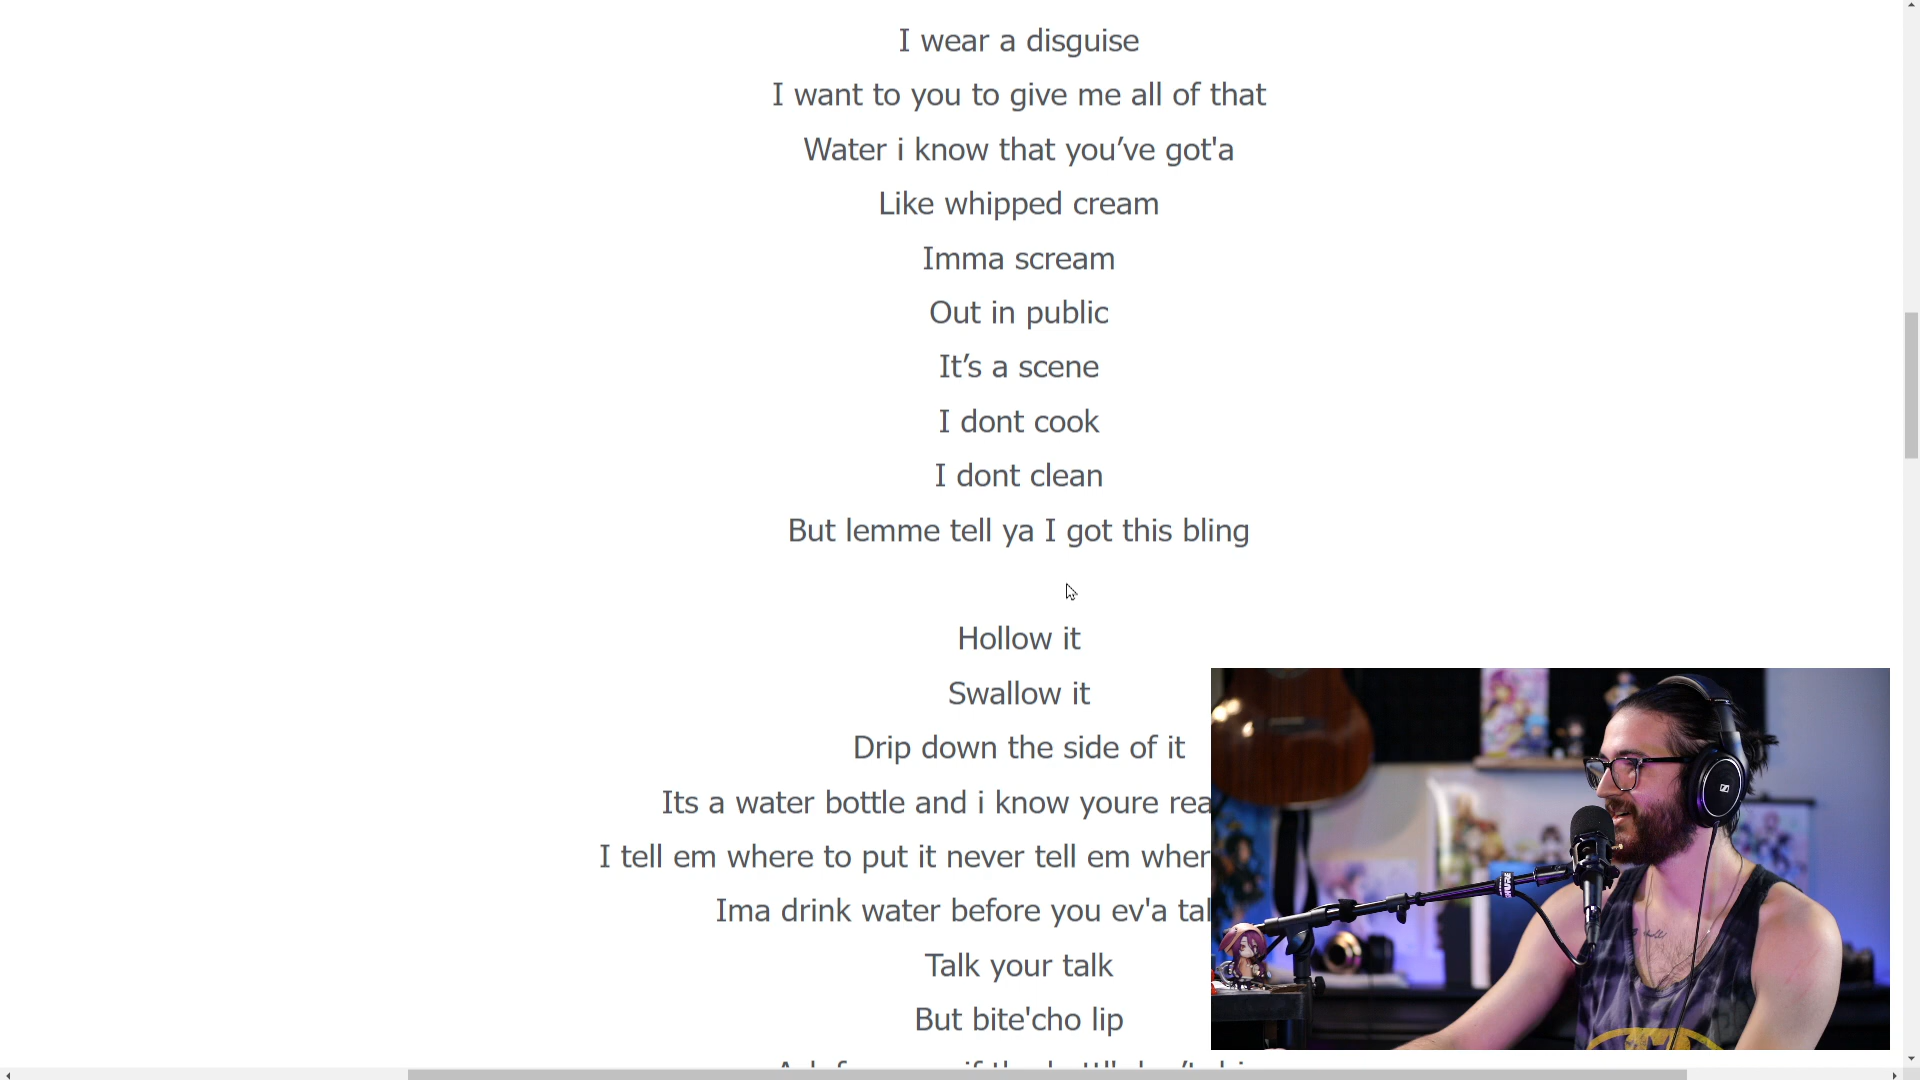 I wear a disguise
I want to you to give me all of that
Water i know that you’ve got'a
Like whipped cream
Imma scream
Out in public
It’s a scene
I dont cook
I dont clean
But lemme tell ya I got this bling
Hollow it
Swallow it
Drip down the side of it
Its a water bottle and i know youre
I tell em where to put it never tell em
Ima drink water before you ev'a
Talk your talk
But bite'cho lip
SHURE